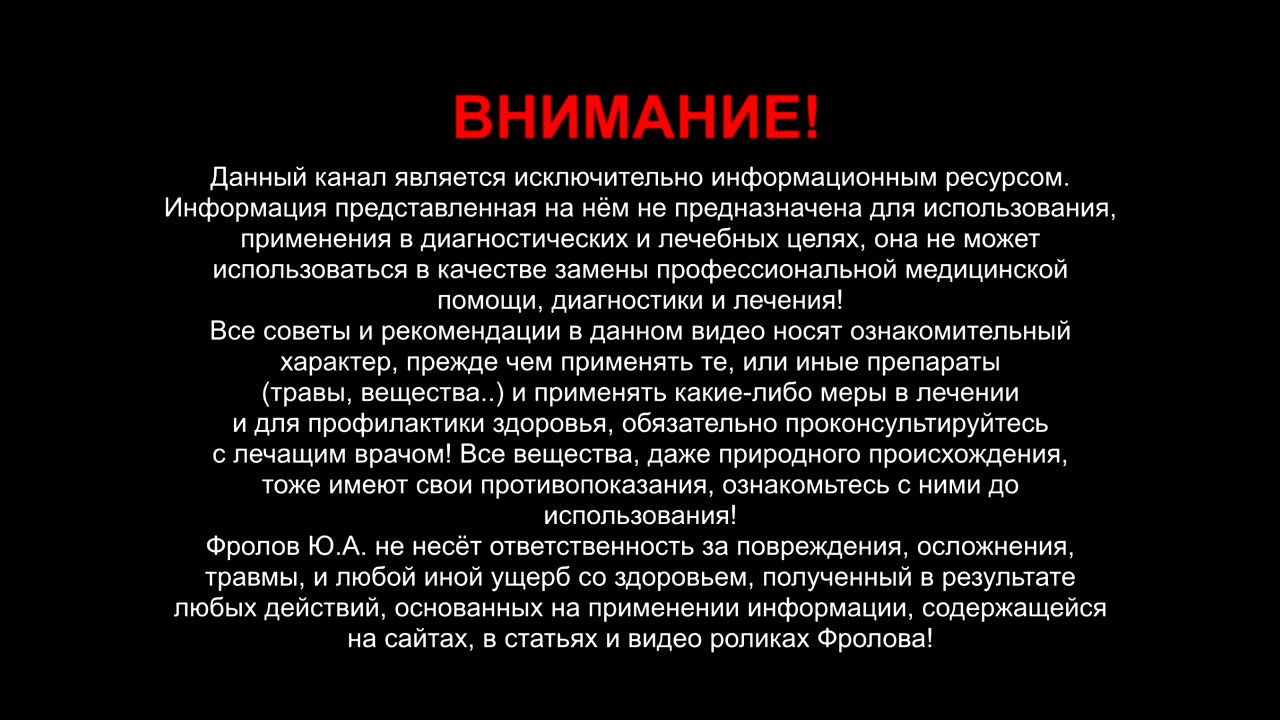 ВНИМАНИЕ!
Данный канал является исключительно информационным ресурсом.
Информация представленная на нём не предназначена для использования,
применения в диагностических и лечебных целях, она не может
использоваться в качестве замены профессиональной медицинской
помощи, диагностики и лечения!
Все советы и рекомендации в данном видео носят ознакомительный
характер, прежде чем применять те, или иные препараты
(травы, вещества..) и применять какие-либо меры в лечении
и для профилактики здоровья, обязательно проконсультируйтесь
с лечащим врачом! Все вещества, даже природного происхождения,
тоже имеют свои противопоказания, ознакомьтесь с ними до
использования!
Фролов Ю.А. не несёт ответственность за повреждения, осложнения,
травмы, и любой иной ущерб со здоровьем, полученный в результате
любых действий, основанных на применении информации, содержащейся
на сайтах, в статьях и видео роликах Фролова!